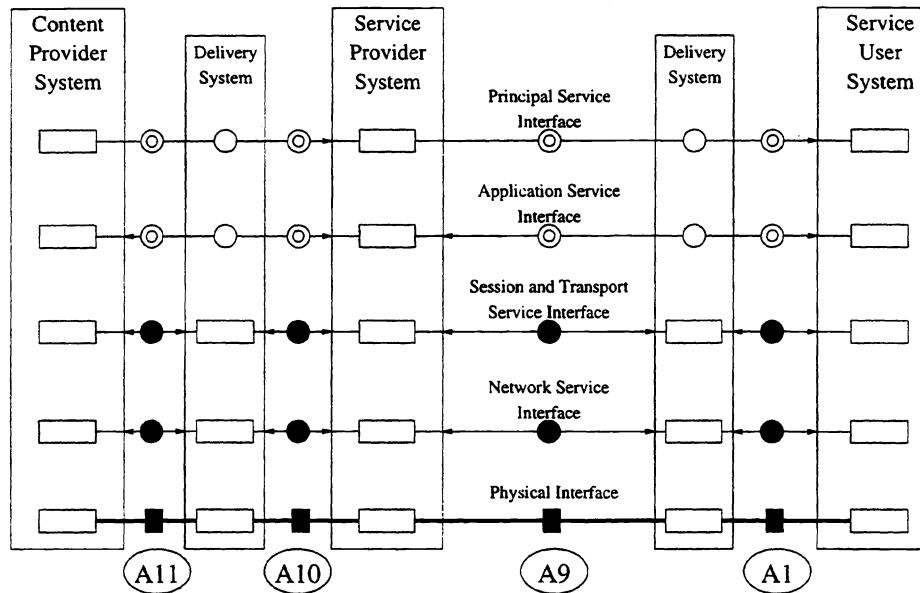 Content
Provider
System
Delivery
System
Service
Provider
System
Delivery
System
Service
User
System
Principal Service
Interface
Application Service
Interface
Session and Transport
Service Interface
Network Service
Interface
Physical Interface
A11
A10
A9
A1